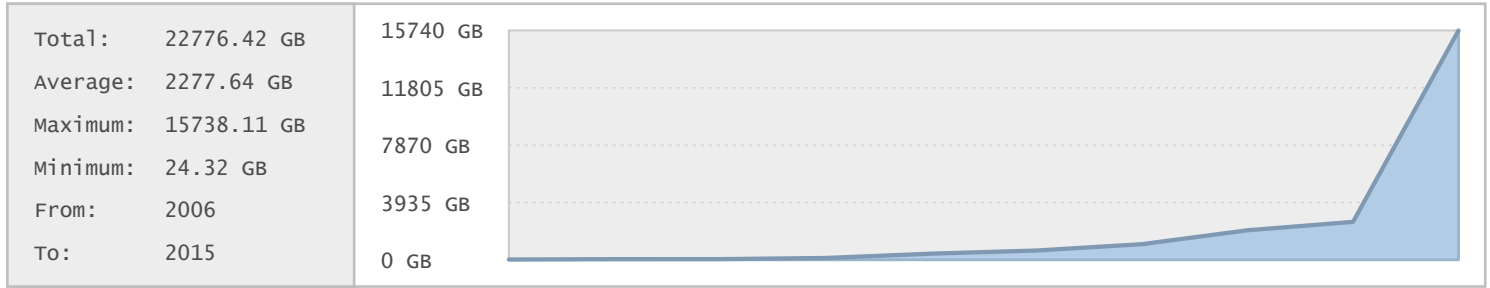 Total: 22776.42 GB
Average: 2277.64 GB
Maximum: 15738.11 GB
Minimum: 24.32 GB
From: 2006
To: 2015
15740 GB
11805 GB
7870 GB
3935 GB
0 GB